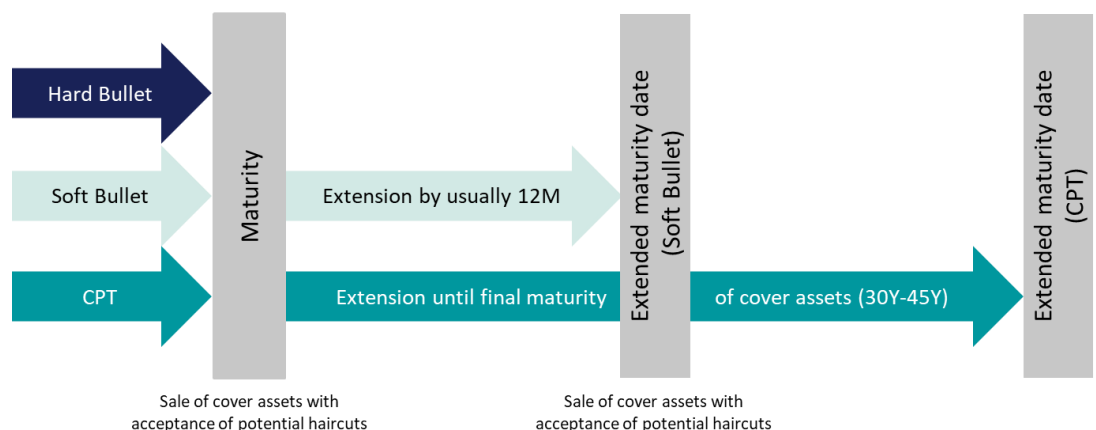 Hard Bullet
Soft Bullet
CPT
Maturity
Extension by usually 12M
Extension until final maturity
Extended maturity date
(Soft Bullet)
of cover assets (30Y-45Y)
Extended maturity date
(CPT)
Sale of cover assets with
acceptance of potential haircuts
Sale of cover assets with
acceptance of potential haircuts